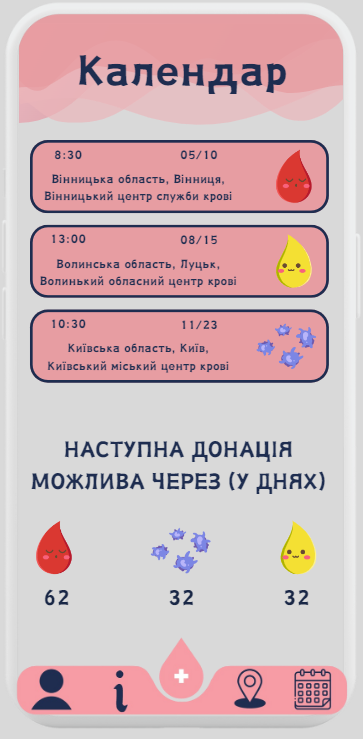 Календар
8:30 05/10
Вінницька область, Вінниця,
Вінницький центр служби крові
13:00 08/15
Волинська область, Луцьк,
Волинький обласний центр крові
10:30 11/23
Київська область, Київ,
Київський міський центр крові
НАСТУПНА ДОНАЦІЯ
МОЖЛИВА ЧЕРЕЗ (У ДНЯХ)
62 32 32